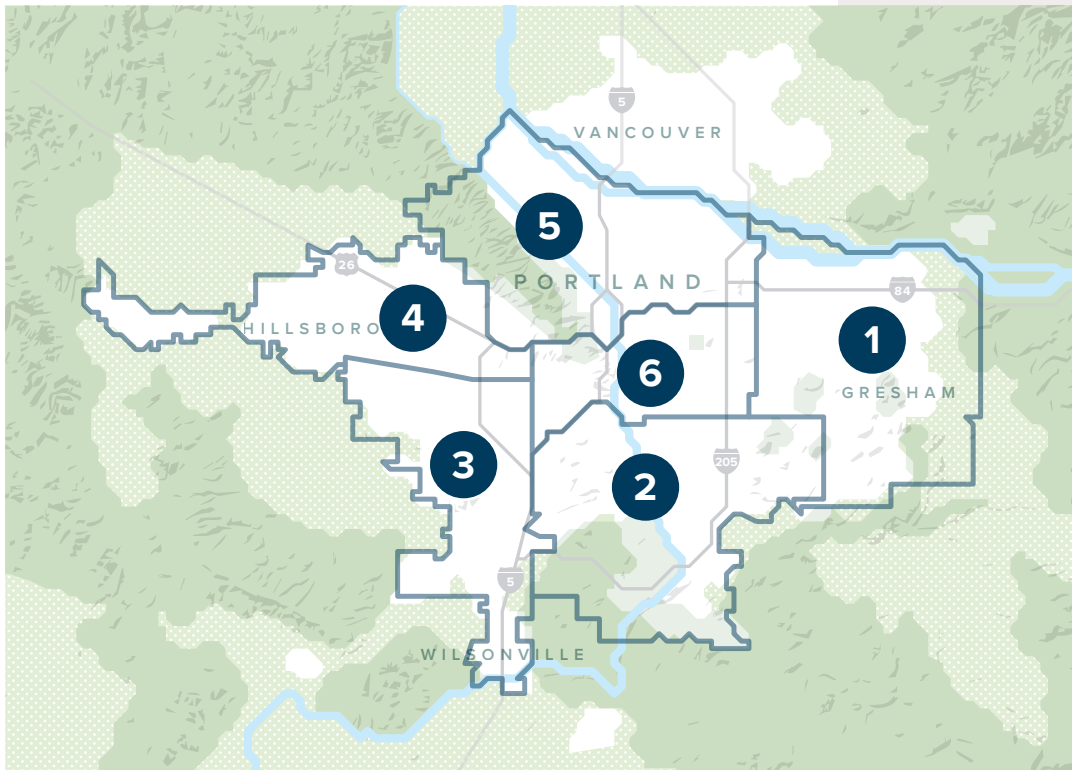 5
VANCOUVER
5
26
PORTLAND
84
HILLSBORO
4
1
6
GRESHAM
3
205
2
5
WILSONVILLE